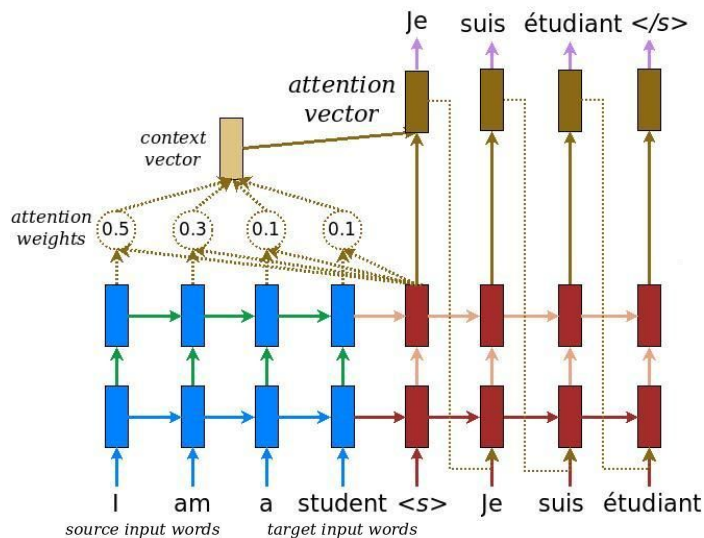 Je suis étudiant </s>
attention
vector
context
vector
attention
weights
0.5 0.3 0.1 0.1
I am a student <s> Je suis étudiant
source input words target input words